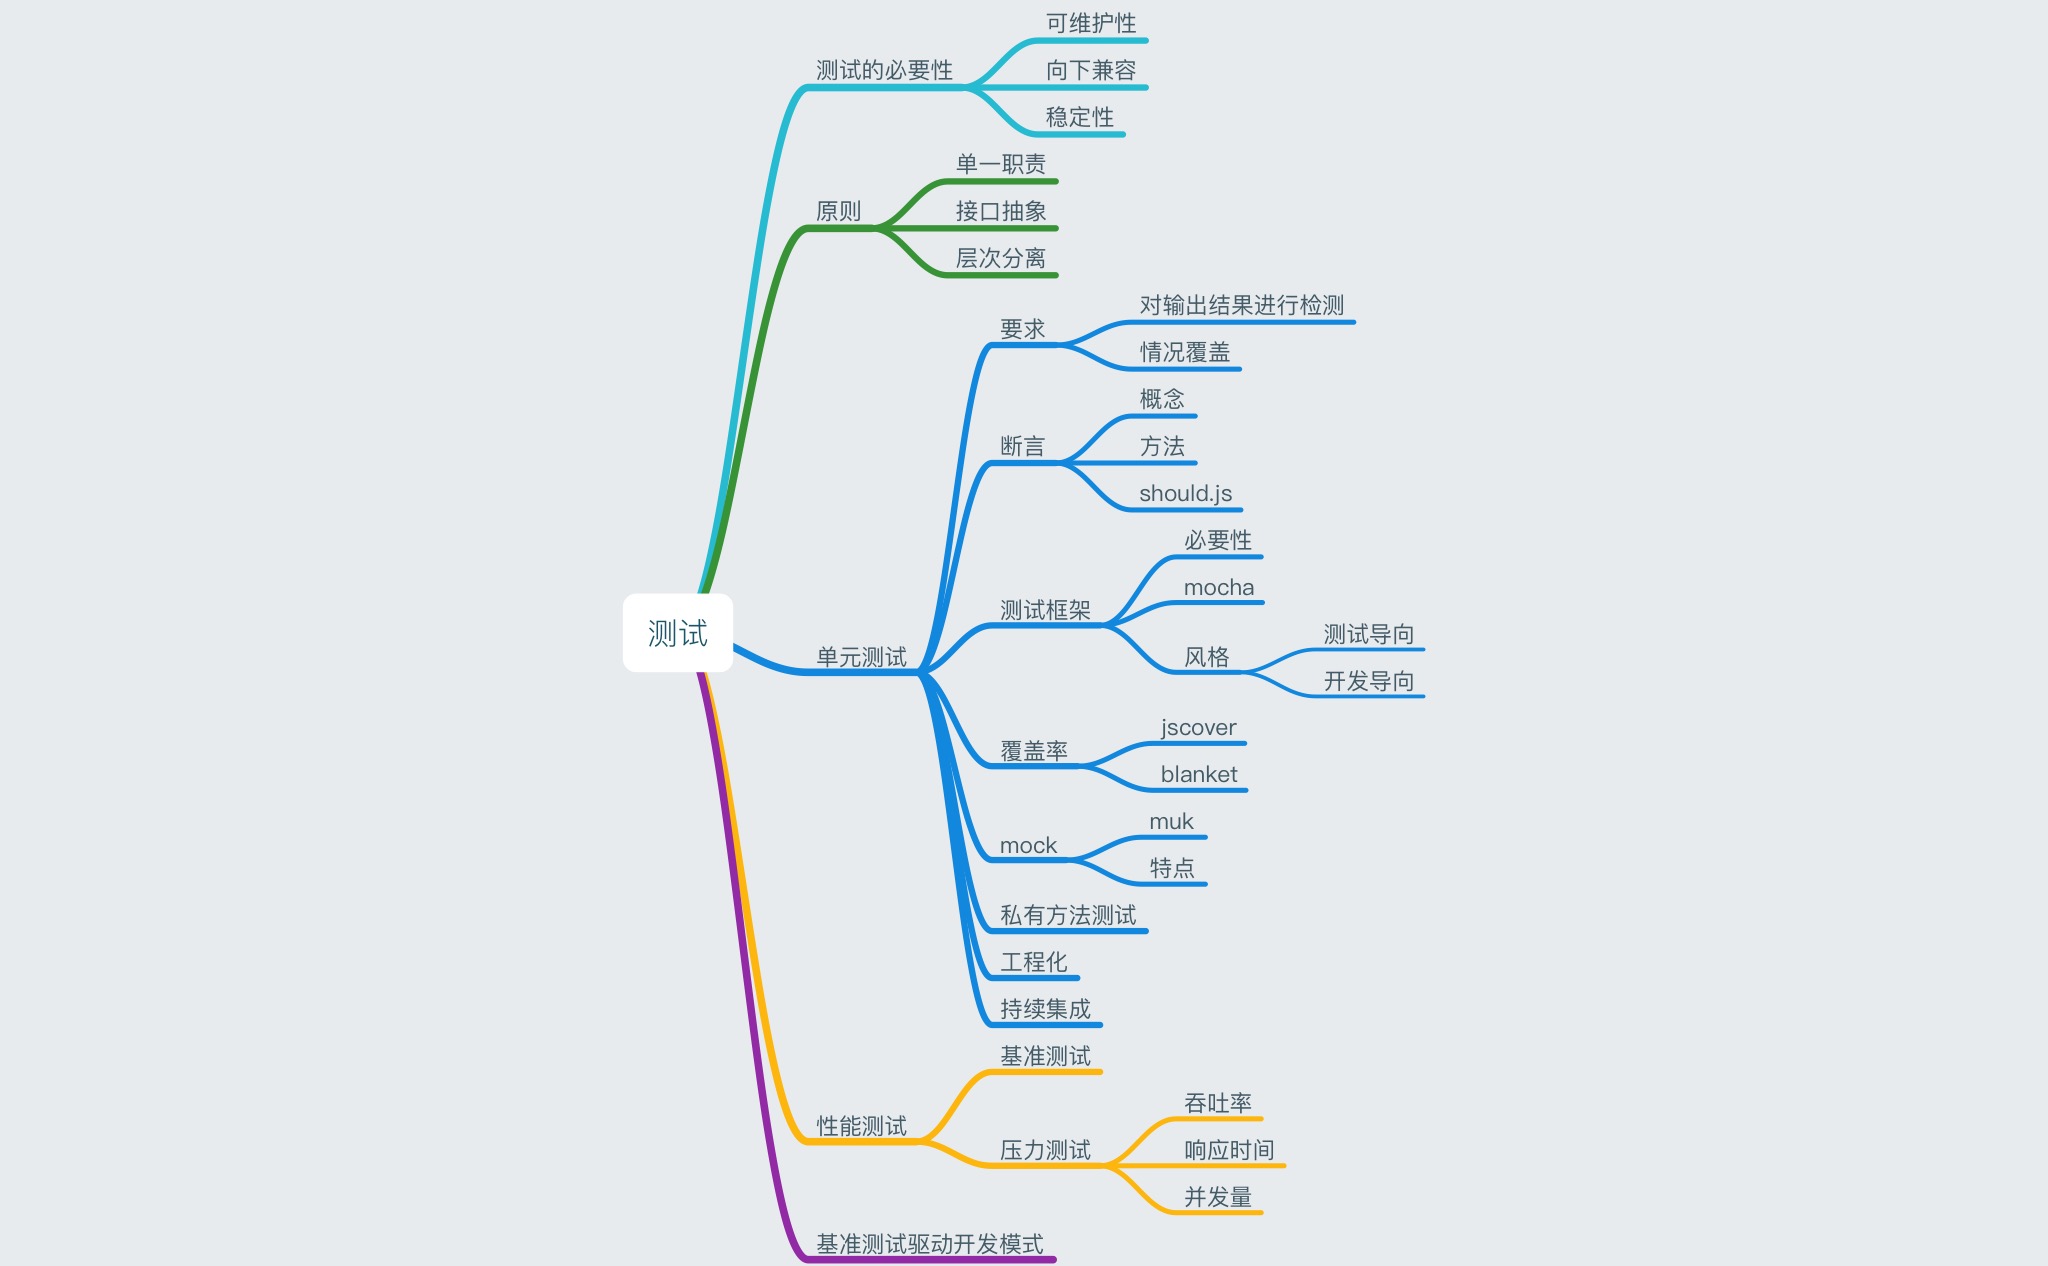 可维护性
测试的必要性
向下兼容
稳定性
单一职责
原则
接口抽象
层次分离
对输出结果进行检测
要求
情况覆盖
概念
断言
方法
should.js
必要性
mocha
测试框架
测试导向
风格
开发导向
测试
单元测试
jscover
覆盖率
blanket
muk
mock
特点
私有方法测试
工程化
持续集成
基准测试
性能测试
吞吐率
压力测试
响应时间
并发量
基准测试驱动开发模式